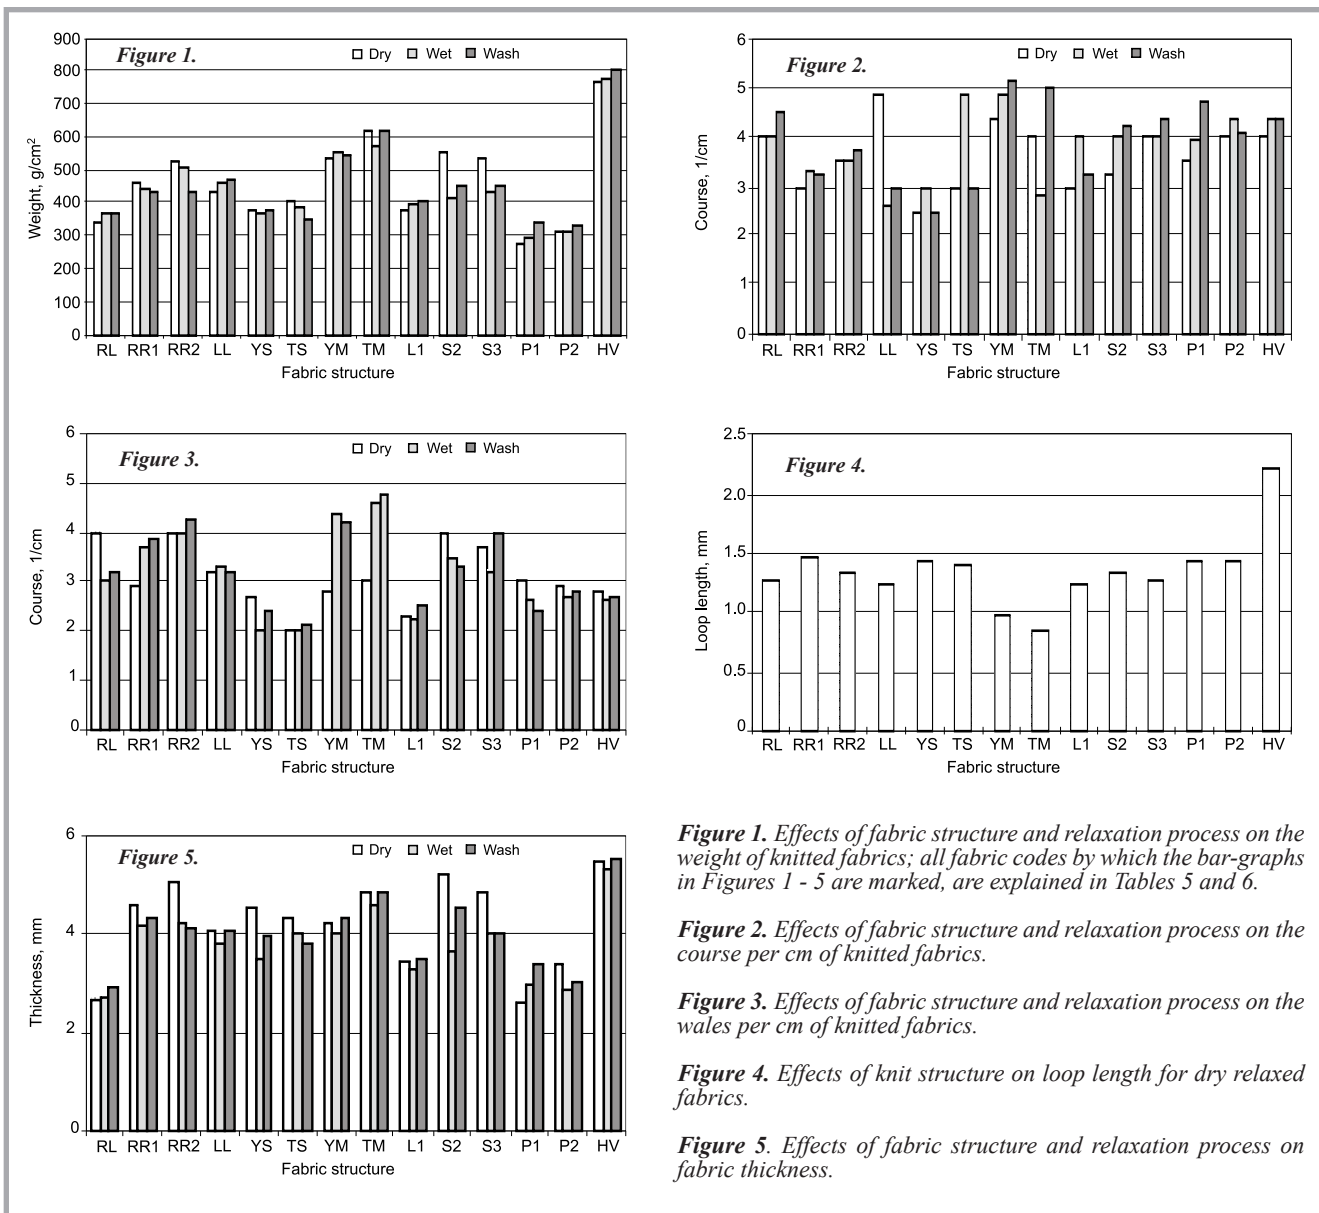 Figure 1.
Dry Wet Wash
900
800
700
600
500
400
300
200
100
0
Weight, g/cm²
RL RR1 RR2 LL YS TS YM TM L1 S2 S3 P1 P2 HV
Fabric structure
Figure 2.
Dry Wet Wash
6
5
4
3
2
1
0
Course, 1/cm
RL RR1 RR2 LL YS TS YM TM L1 S2 S3 P1 P2 HV
Fabric structure
Figure 3.
Dry Wet Wash
6
5
4
3
2
1
0
Course, 1/cm
RL RR1 RR2 LL YS TS YM TM L1 S2 S3 P1 P2 HV
Fabric structure
Figure 4.
2.5
2.0
1.5
1.0
0.5
0
Loop length, mm
RL RR1 RR2 LL YS TS YM TM L1 S2 S3 P1 P2 HV
Fabric structure
Figure 5.
Dry Wet Wash
6
4
2
0
Thickness, mm
RL RR1 RR2 LL YS TS YM TM L1 S2 S3 P1 P2 HV
Fabric structure
Figure 1. Effects of fabric structure and relaxation process on the
weight of knitted fabrics; all fabric codes by which the bar-graphs
in Figures 1 - 5 are marked, are explained in Tables 5 and 6.
Figure 2. Effects of fabric structure and relaxation process on the
course per cm of knitted fabrics.
Figure 3. Effects of fabric structure and relaxation process on the
wales per cm of knitted fabrics.
Figure 4. Effects of knit structure on loop length for dry relaxed
fabrics.
Figure 5. Effects of fabric structure and relaxation process on
fabric thickness.